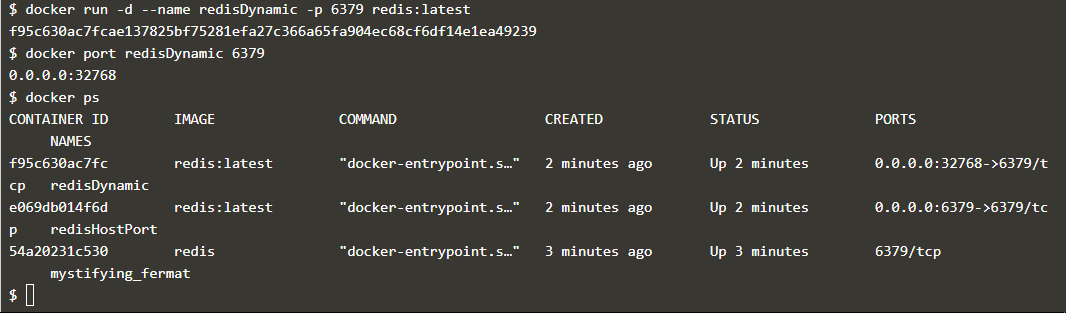 $ docker run -d --name redisDynamic -p 6379 redis:latest
f95c630ac7fcae137825bf75281efa27c366a65fa904ec68cf6df14e1ea49239
$ docker port redisDynamic 6379
0.0.0.0:32768
$ docker ps
CONTAINER ID        IMAGE               COMMAND                  CREATED             STATUS              PORTS
     NAMES
f95c630ac7fc        redis:latest        "docker-entrypoint.s…"   2 minutes ago       Up 2 minutes        0.0.0.0:32768->6379/t
cp   redisDynamic
e069db014f6d        redis:latest        "docker-entrypoint.s…"   2 minutes ago       Up 2 minutes        0.0.0.0:6379->6379/tc
p    redisHostPort
54a20231c530        redis               "docker-entrypoint.s…"   3 minutes ago       Up 3 minutes        6379/tcp
     mystifying_fermat
$